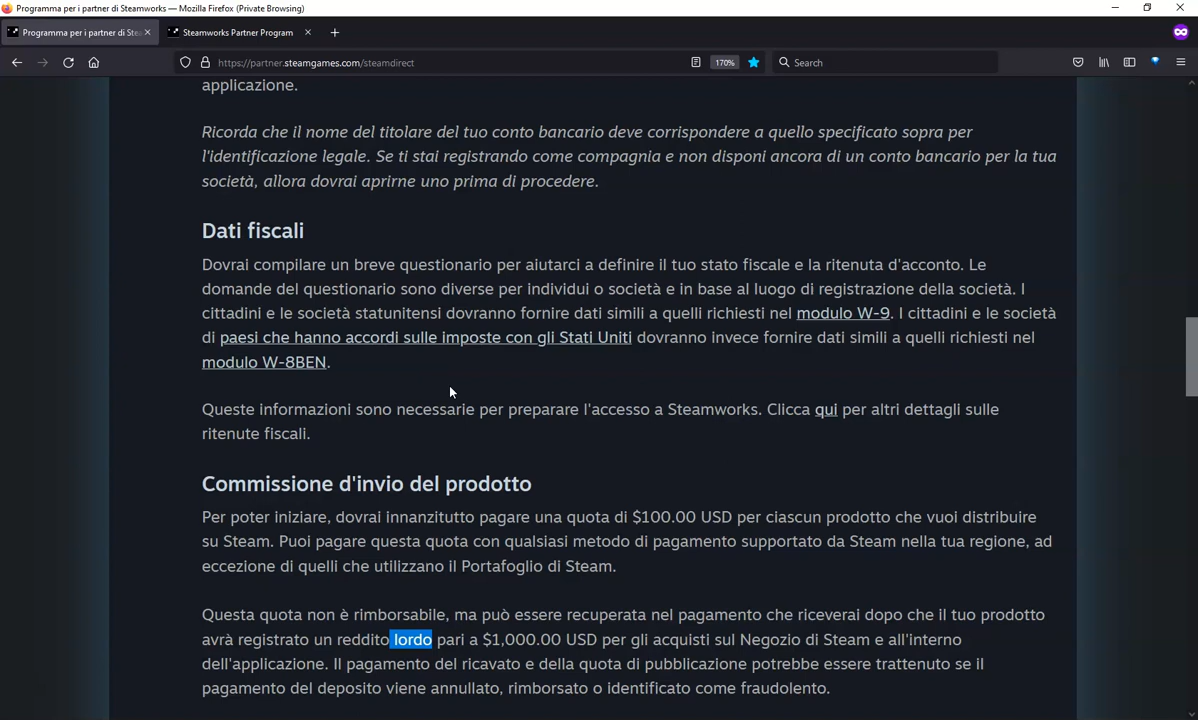 Programma per i partner di Steamworks — Mozilla Firefox (Private Browsing)
Programma per i partner di Ste
Steamworks Partner Program
https://partner.steamgames.com/steamdirect
170%
Search
applicazione.
Ricorda che il nome del titolare del tuo conto bancario deve corrispondere a quello specificato sopra per
l'identificazione legale. Se ti stai registrando come compagnia e non disponi ancora di un conto bancario per la tua
società, allora dovrai aprirne uno prima di procedere.
Dati fiscali
Dovrai compilare un breve questionario per aiutarci a definire il tuo stato fiscale e la ritenuta d'acconto. Le
domande del questionario sono diverse per individui o società e in base al luogo di registrazione della società. I
cittadini e le società statunitensi dovranno fornire dati simili a quelli richiesti nel modulo W-9. I cittadini e le società
di paesi che hanno accordi sulle imposte con gli Stati Uniti dovranno invece fornire dati simili a quelli richiesti nel
modulo W-8BEN.
Queste informazioni sono necessarie per preparare l'accesso a Steamworks. Clicca qui per altri dettagli sulle
ritenute fiscali.
Commissione d'invio del prodotto
Per poter iniziare, dovrai innanzitutto pagare una quota di $100.00 USD per ciascun prodotto che vuoi distribuire
su Steam. Puoi pagare questa quota con qualsiasi metodo di pagamento supportato da Steam nella tua regione, ad
eccezione di quelli che utilizzano il Portafoglio di Steam.
Questa quota non è rimborsabile, ma può essere recuperata nel pagamento che riceverai dopo che il tuo prodotto
avrà registrato un reddito lordo pari a $1,000.00 USD per gli acquisti sul Negozio di Steam e all'interno
dell'applicazione. Il pagamento del ricavato e della quota di pubblicazione potrebbe essere trattenuto se il
pagamento del deposito viene annullato, rimborsato o identificato come fraudolento.